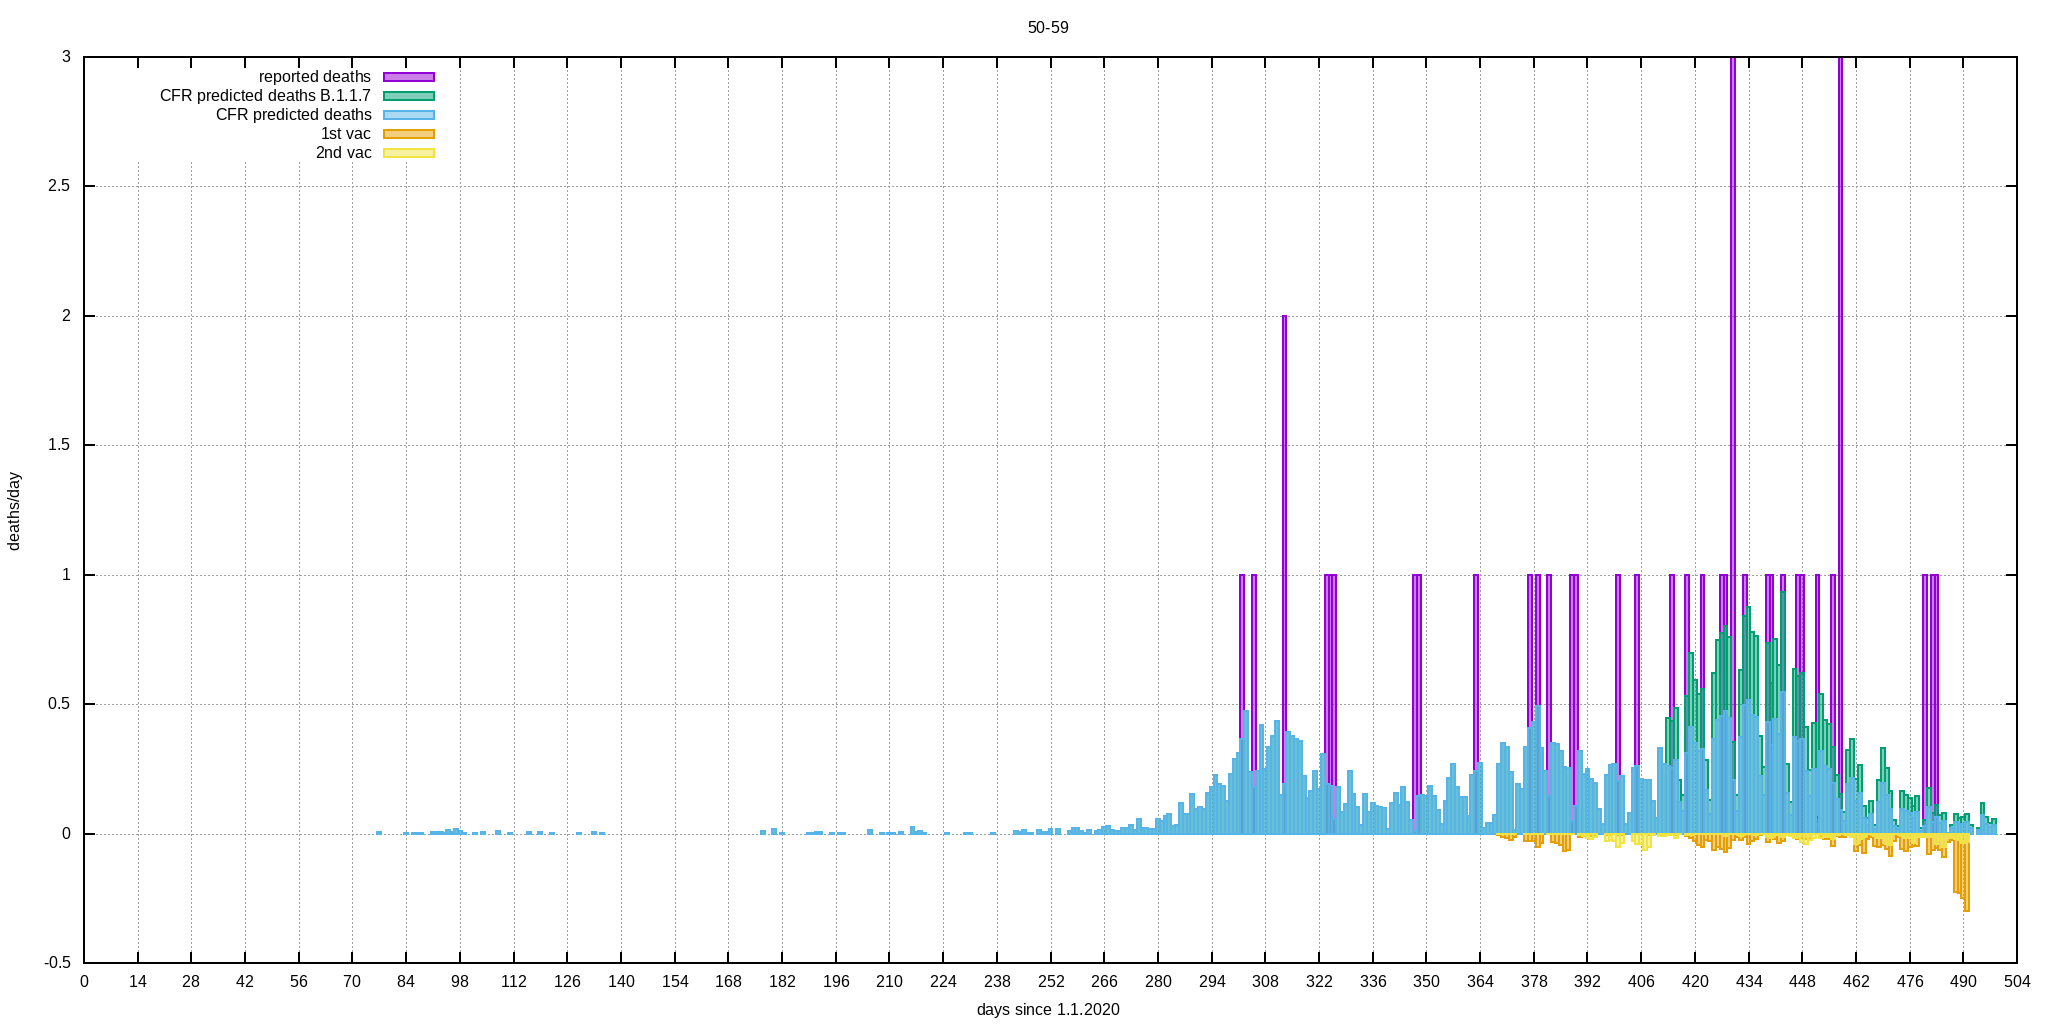 50-59
3
reported deaths
CFR predicted deaths B.1.1.7
CFR predicted deaths
1st vac
2nd vac
2.5
2
1.5
1
0.5
0
-0.5
deaths/day
0 14 28 42 56 70 84 98 112 126 140 154 168 182 196 210 224 238 252 266 280 294 308 322 336 350 364 378 392 406 420 434 448 462 476 490 504
days since 1.1.2020